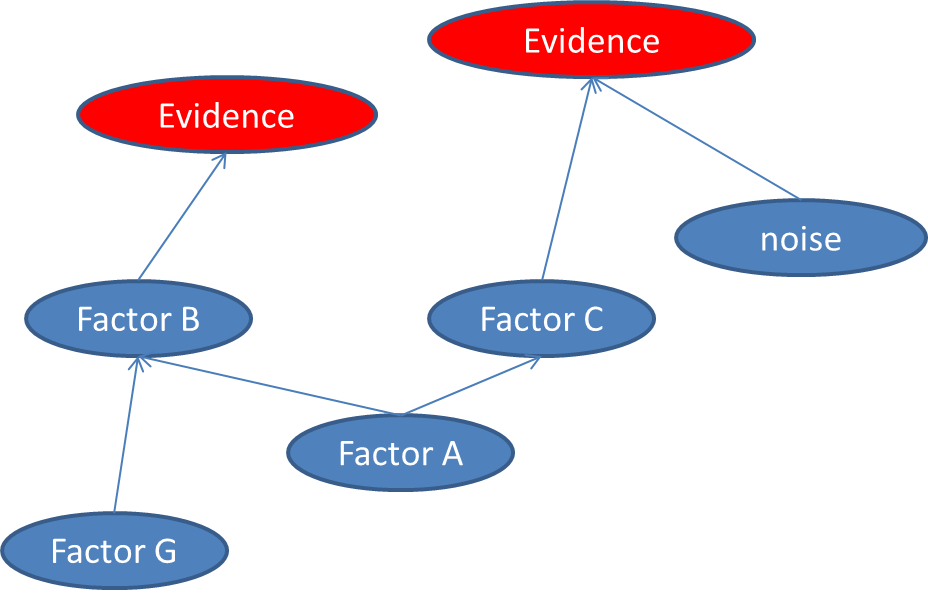 Evidence
Evidence
noise
Factor B
Factor C
Factor A
Factor G